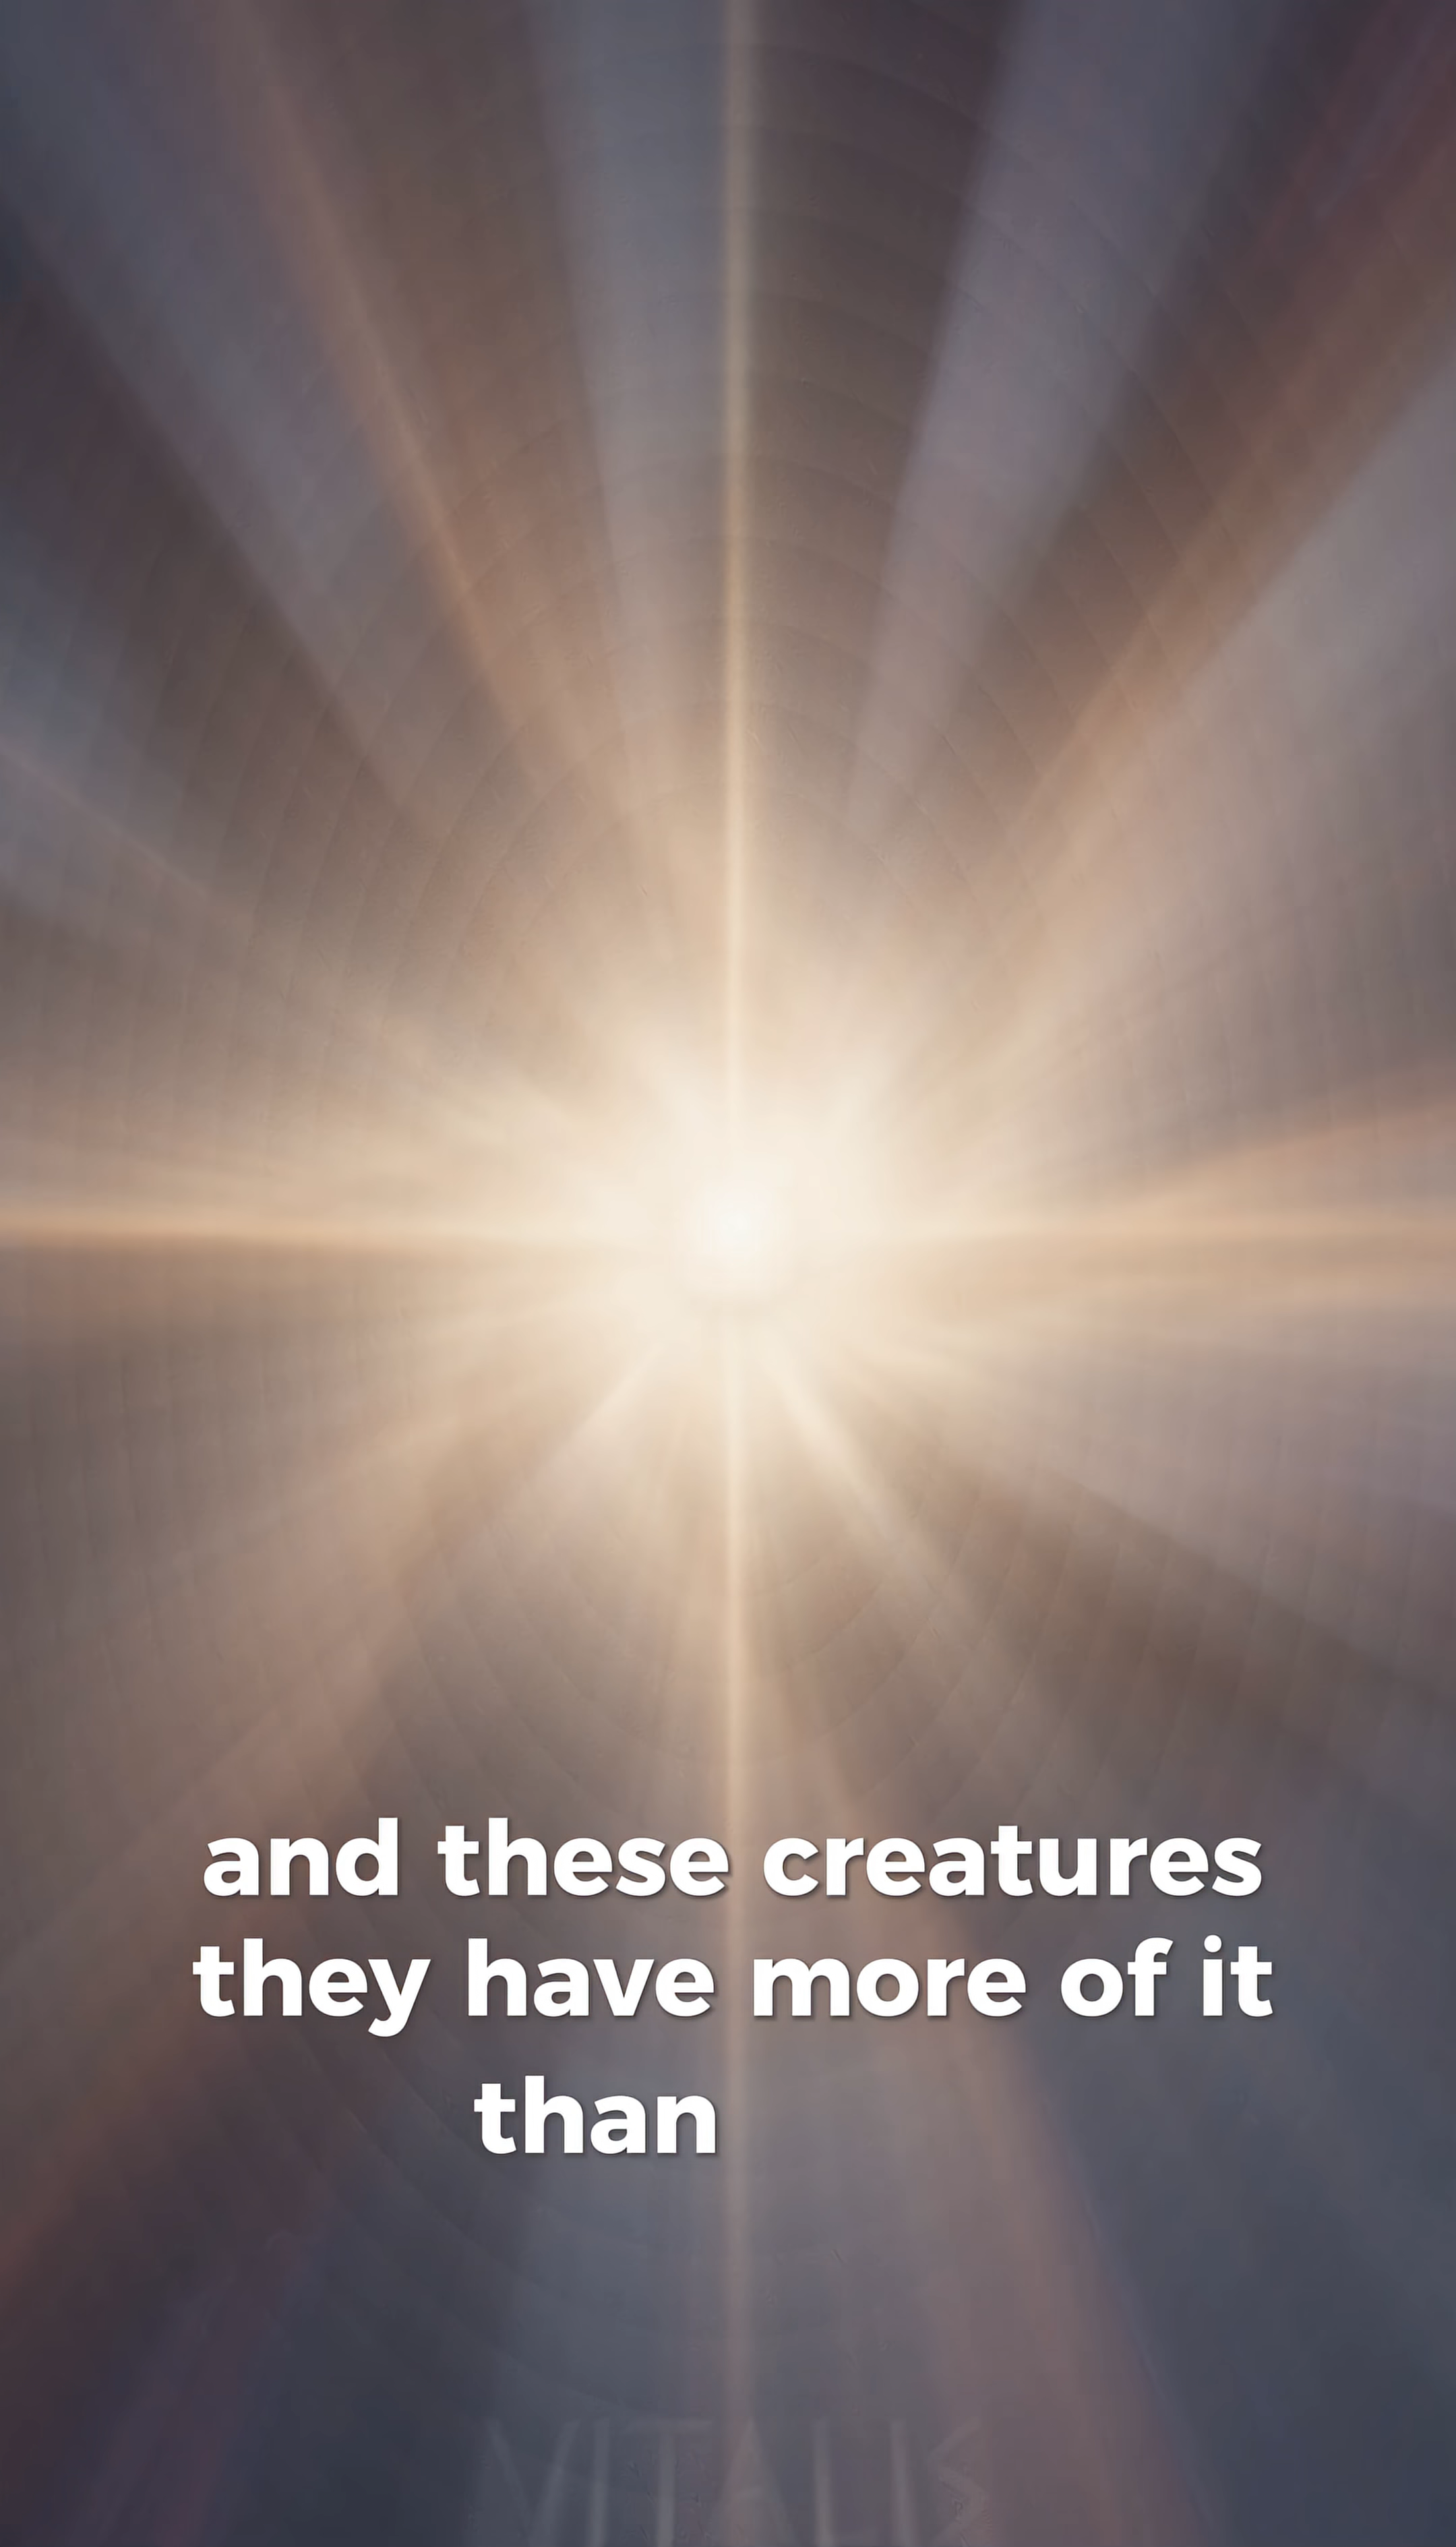 and these creatures
they have more of it
than